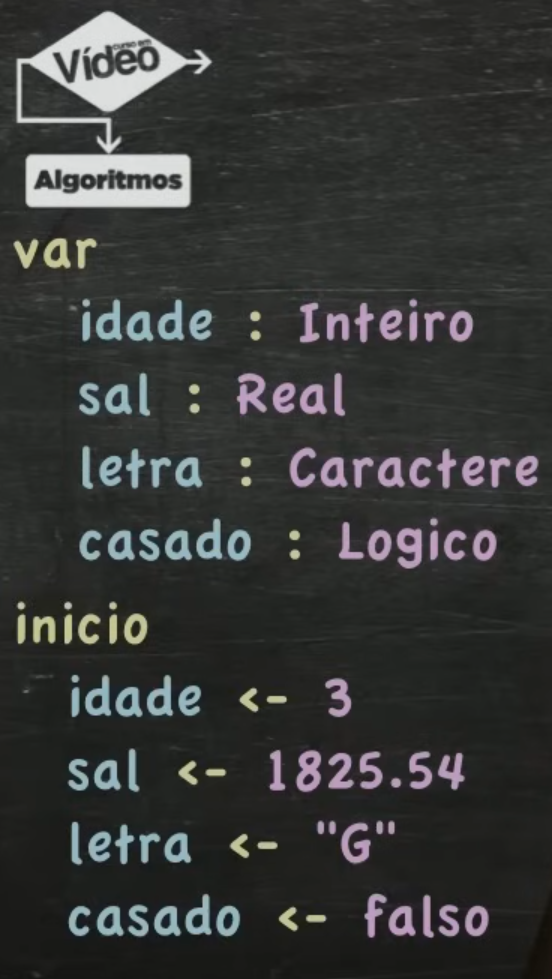 curso em
Vídeo
Algoritmos
var
idade : Inteiro
sal : Real
letra : Caractere
casado : Logico
inicio
idade <- 3
sal <- 1825.54
letra <- "G"
casado <- falso